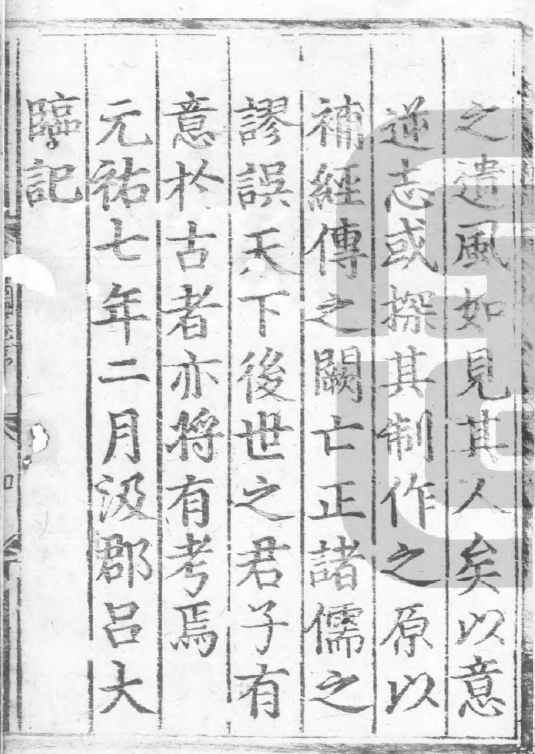 之遺風如見其人矣以意
逆志或探其制作之原以
補經傳之闕亡正諸儒之
謬誤天下後世之君子有
意於古者亦将有考焉
元祐七年二月汲郡呂大
臨記